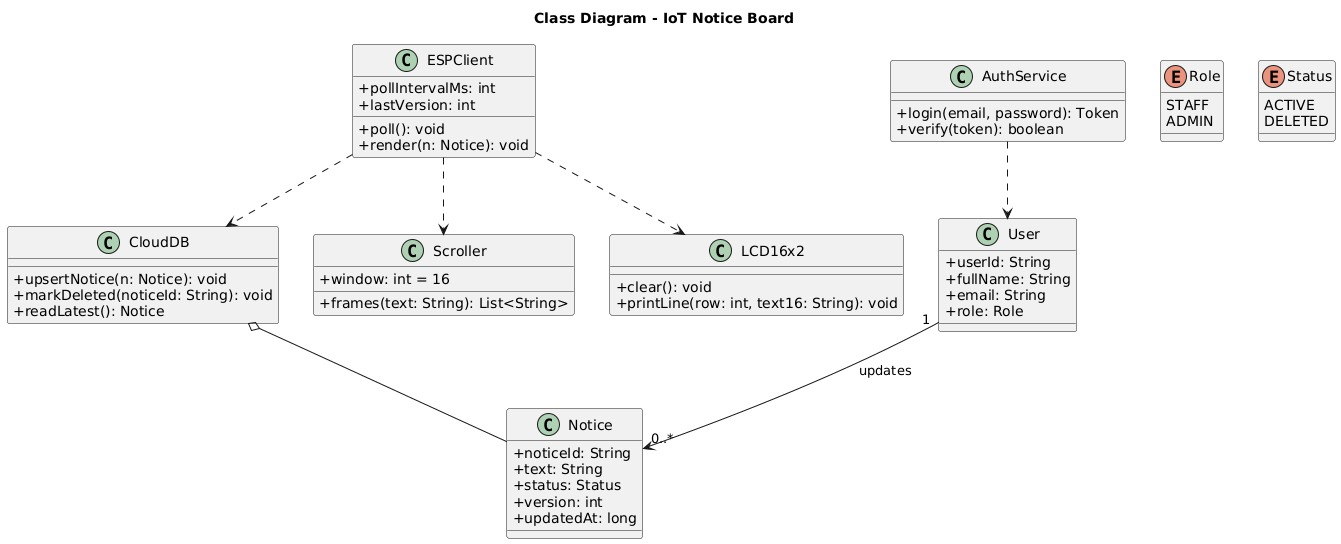 Class Diagram - IoT Notice Board
C ESPClient
+pollIntervalMs: int
+lastVersion: int
+poll(): void
+render(n: Notice): void
C AuthService
+login(email, password): Token
+verify(token): boolean
E Role
STAFF
ADMIN
E Status
ACTIVE
DELETED
C CloudDB
+upsertNotice(n: Notice): void
+markDeleted(noticeId: String): void
+readLatest(): Notice
C Scroller
+window: int = 16
+frames(text: String): List<String>
C LCD16x2
+clear(): void
+printLine(row: int, text16: String): void
C User
+userId: String
+fullName: String
+email: String
+role: Role
1
updates
0..*
C Notice
+noticeId: String
+text: String
+status: Status
+version: int
+updatedAt: long